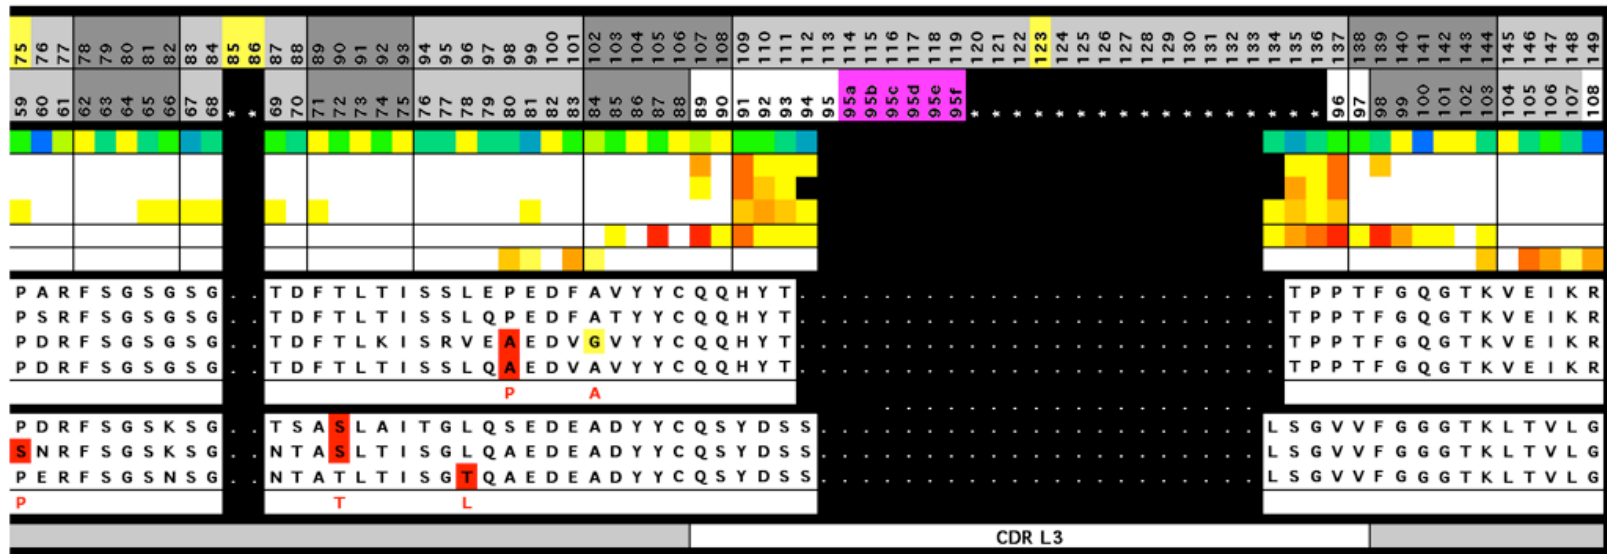 75 76 77 78 79 80 81 82 83 84 85 86 87 88 89 90 91 92 93 94 95 96 97 98 99 100 101 102 103 104 105 106 107 108 109 110 111 112 113 114 115 116 117 118 119 120 121 122 123 124 125 126 127 128 129 130 131 132 133 134 135 136 137 138 139 140 141 142 143 144 145 146 147 148 149
59 60 61 62 63 64 65 66 67 68 * * 69 70 71 72 73 74 75 76 77 78 79 80 81 82 83 84 85 86 87 88 89 90 91 92 93 94 95 95a 95b 95c 95d 95e 95f * * * * * * * * * * * * * * * * * 96 97 98 99 100 101 102 103 104 105 106 107 108
P A R F S G S G S G . . T D F T L T I S S L E P E D F A V Y Y C Q Q H Y T . . . . . . . . . . . . . . . . . . . . . . . T P P T F G Q G T K V E I K R
P S R F S G S G S G . . T D F T L T I S S L Q P E D F A T Y Y C Q Q H Y T . . . . . . . . . . . . . . . . . . . . . . . T P P T F G Q G T K V E I K R
P D R F S G S G S G . . T D F T L K I S R V E A E D V G V Y Y C Q Q H Y T . . . . . . . . . . . . . . . . . . . . . . . T P P T F G Q G T K V E I K R
P D R F S G S G S G . . T D F T L T I S S L Q A E D V A V Y Y C Q Q H Y T . . . . . . . . . . . . . . . . . . . . . . . T P P T F G Q G T K V E I K R
P A
. . . . . . . . . . . . . . . . . .
P D R F S G S K S G . . T S A S L A I T G L Q S E D E A D Y Y C Q S Y D S S . . . . . . . . . . . . . . . . . . . . . L S G V V F G G G T K L T V L G
S N R F S G S K S G . . N T A S L T I S G L Q A E D E A D Y Y C Q S Y D S S . . . . . . . . . . . . . . . . . . . . . L S G V V F G G G T K L T V L G
P E R F S G S N S G . . N T A T L T I S G T Q A E D E A D Y Y C Q S Y D S S . . . . . . . . . . . . . . . . . . . . . L S G V V F G G G T K L T V L G
P T L
CDR L3